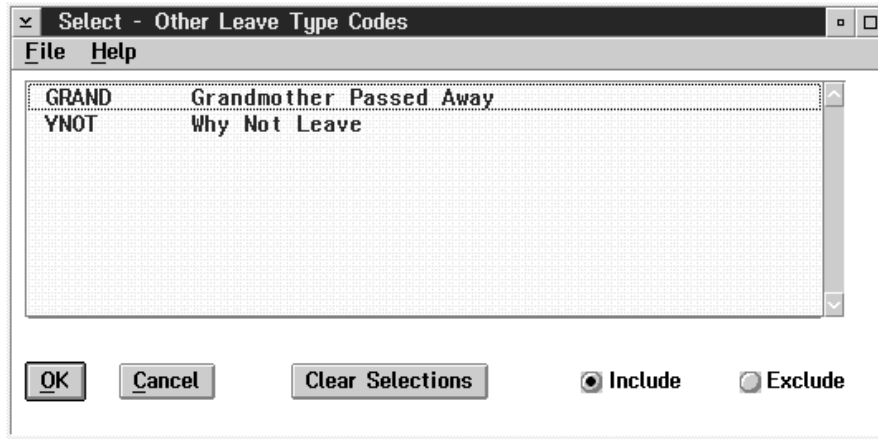 Select - Other Leave Type Codes
File Help
GRAND Grandmother Passed Away
YNOT Why Not Leave
OK Cancel Clear Selections Include Exclude